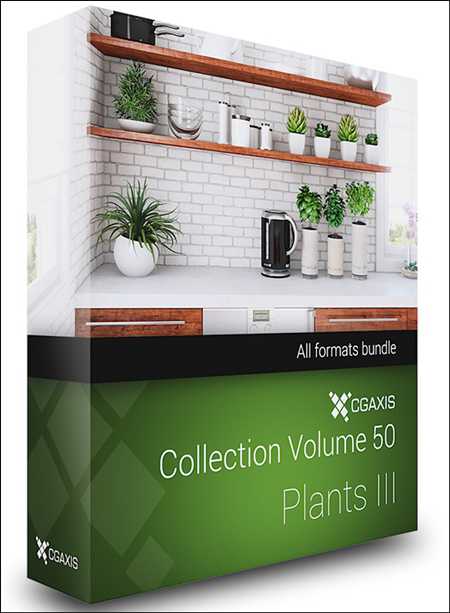 All formats bundle
CGAXIS
Collection Volume 50
Plants III
CGAXIS